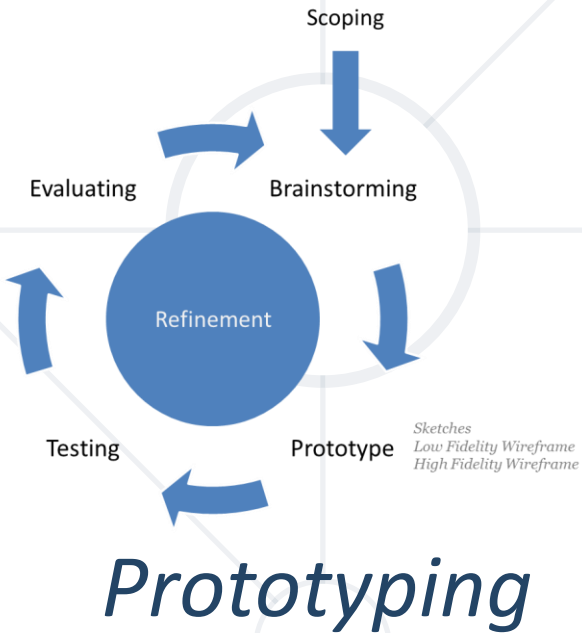 Scoping
Evaluating
Brainstorming
Refinement
Testing
Prototype
Sketches
Low Fidelity Wireframe
High Fidelity Wireframe
Prototyping